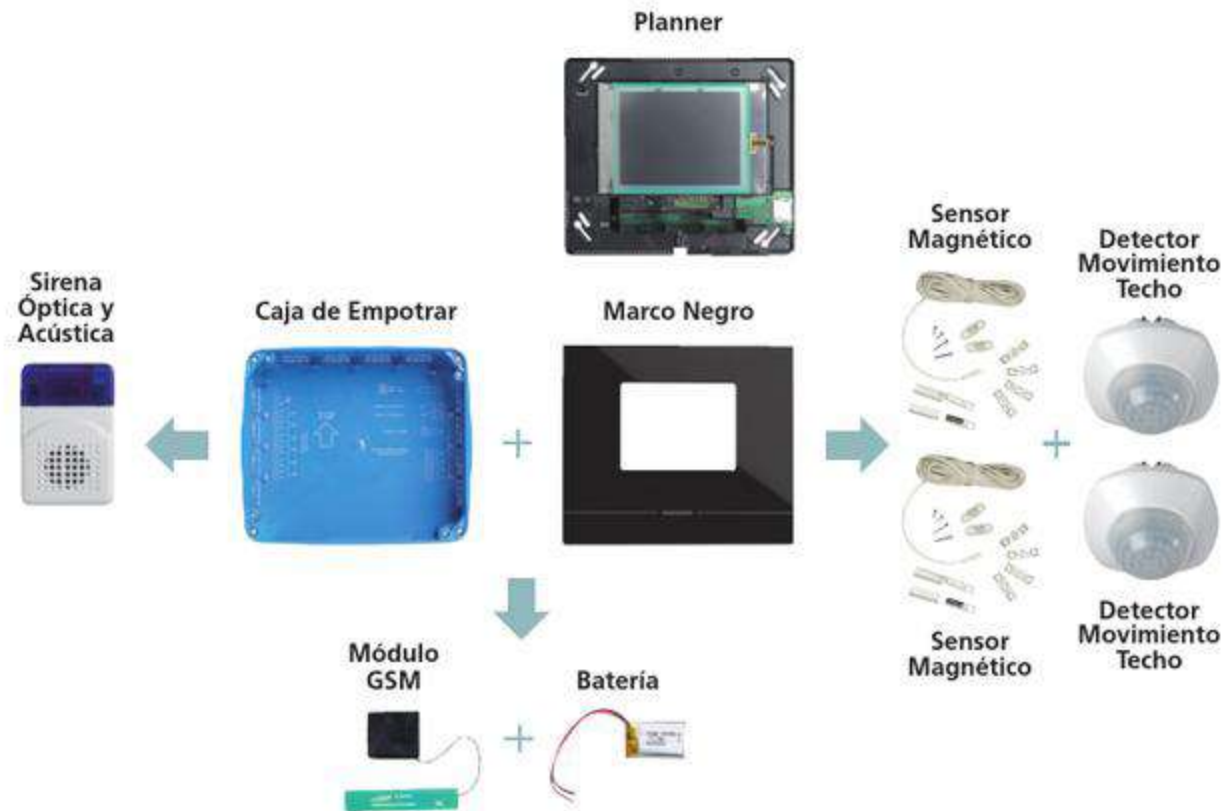 Planner
Sensor
Magnético
Detector
Movimiento
Techo
Sirena
Óptica y
Acústica
Caja de Empotrar
Marco Negro
Sensor
Magnético
Detector
Movimiento
Techo
Módulo
GSM
Batería